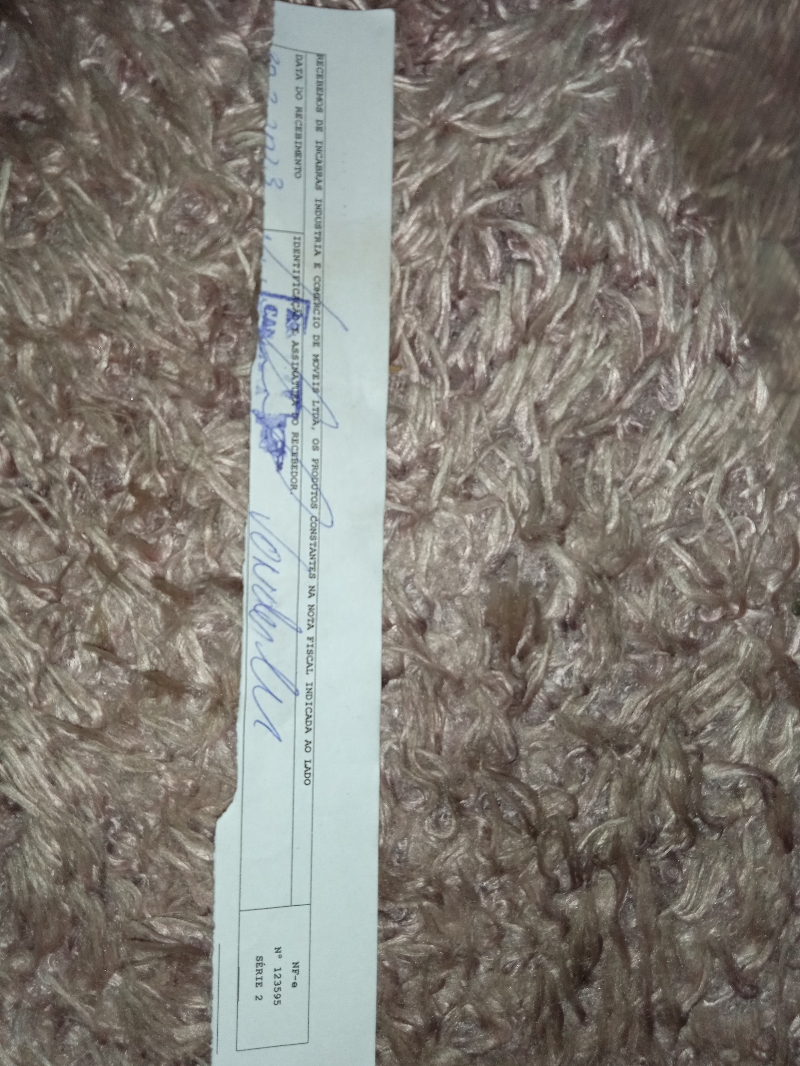 RECEBEMOS DE INCABRAS INDUSTRIA E COMERCIO DE MOVEIS LTDA, OS PRODUTOS CONSTANTES NA NOTA FISCAL INDICADA AO LADO
DATA DO RECEBIMENTO
IDENTIFICAÇÃO E ASSINATURA DO RECEBEDOR
NF-e
Nº 123595
SÉRIE 2